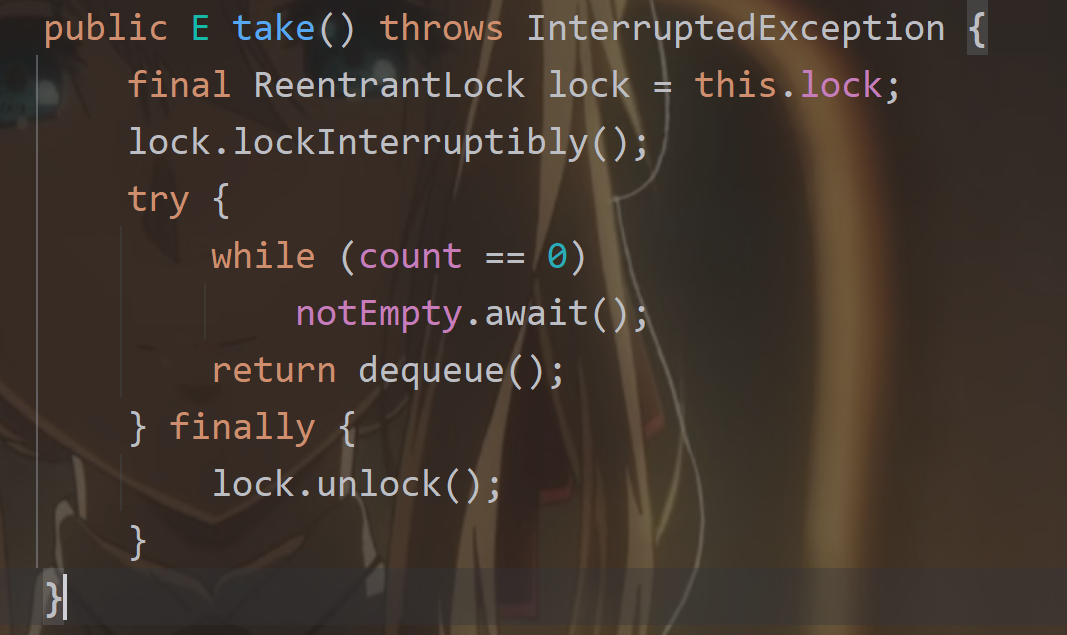 public E take() throws InterruptedException {
    final ReentrantLock lock = this.lock;
    lock.lockInterruptibly();
    try {
        while (count == 0)
            notEmpty.await();
        return dequeue();
    } finally {
        lock.unlock();
    }
}